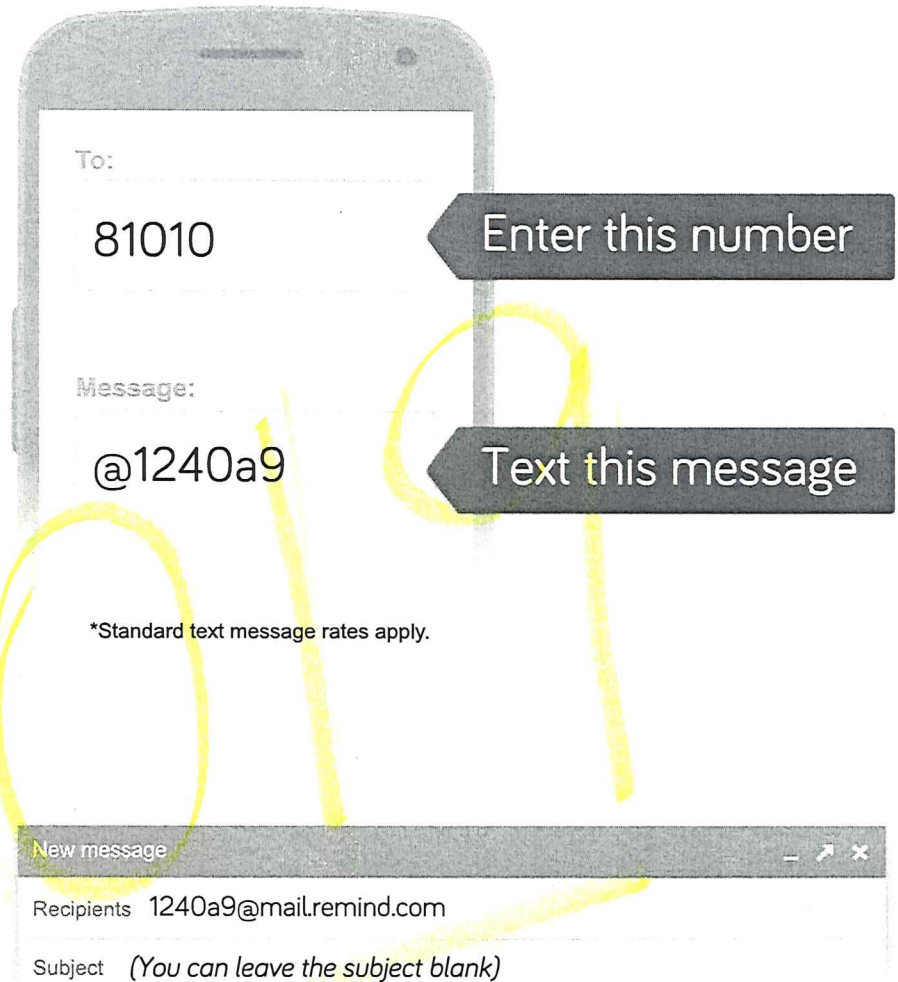 To:
81010
Enter this number
Message:
@1240a9
Text this message
*Standard text message rates apply.
New message
Recipients 1240a9@mail.remind.com
Subject (You can leave the subject blank)